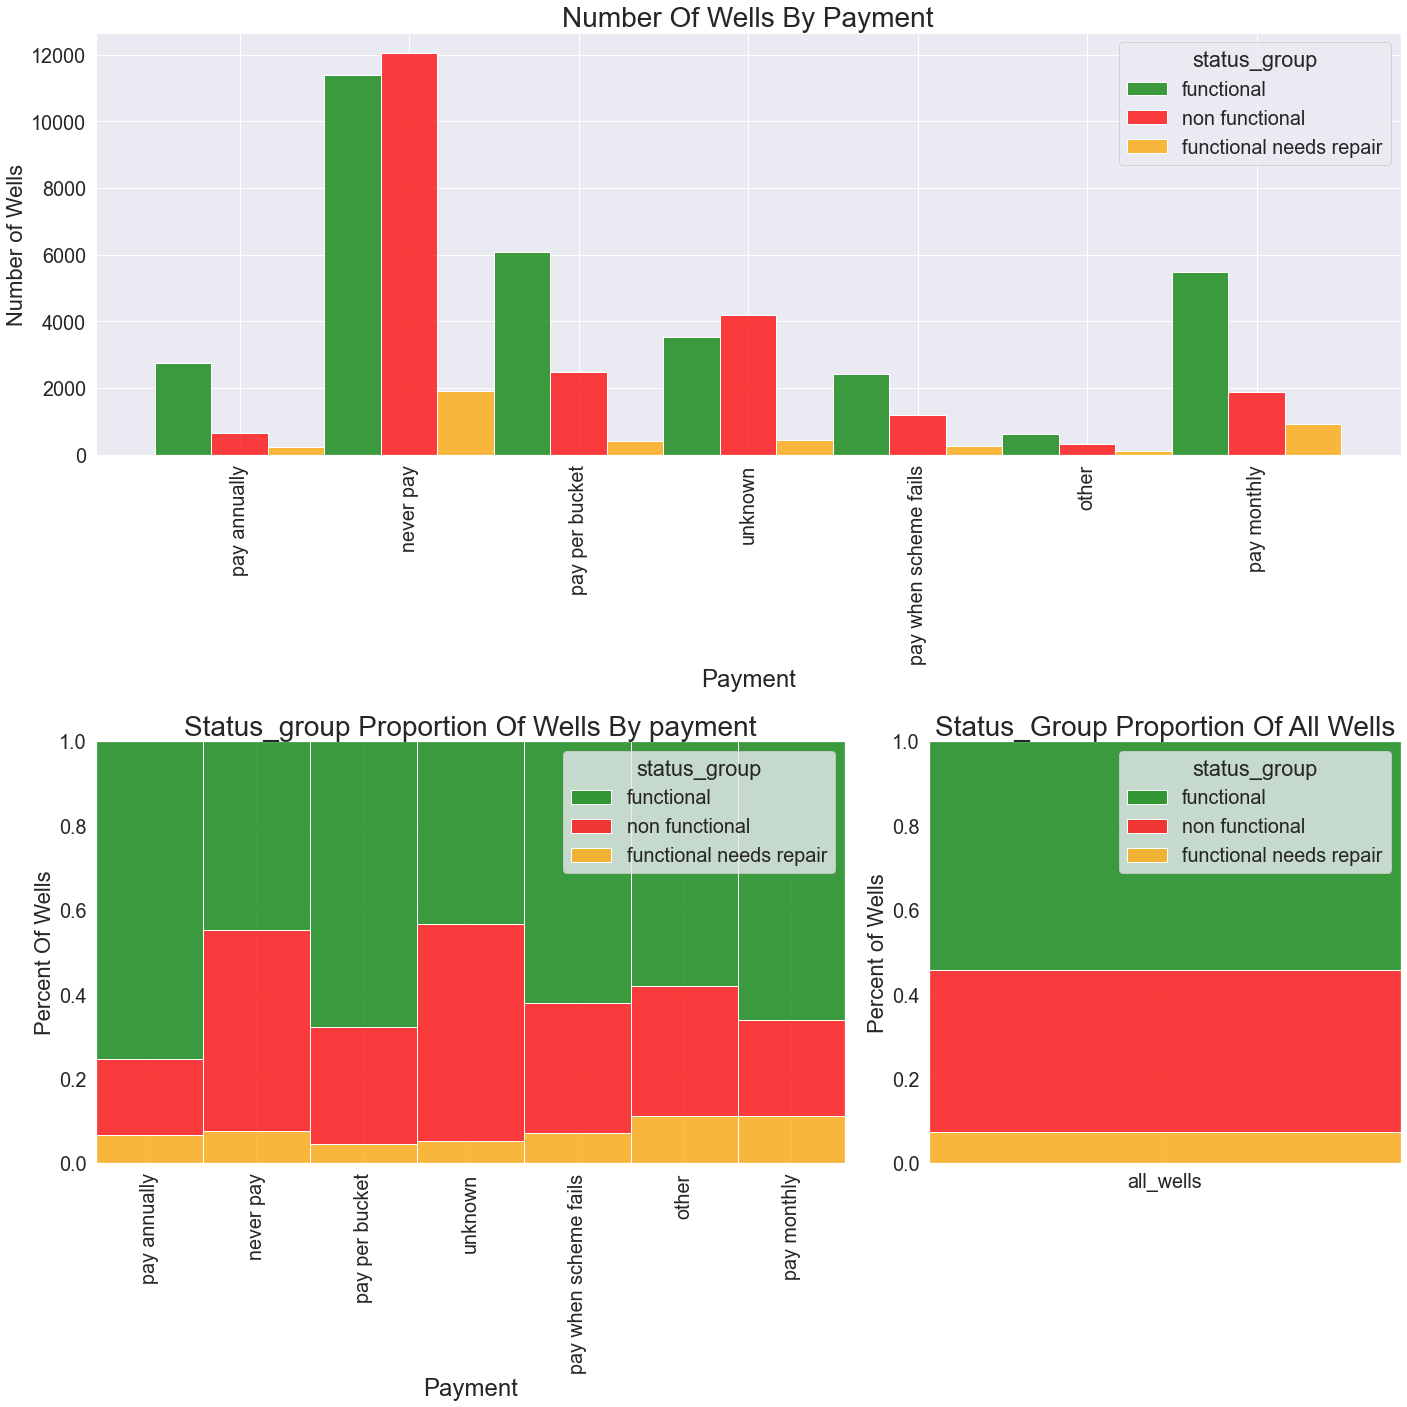 Number Of Wells By Payment
Number of Wells
12000
10000
8000
6000
4000
2000
0
status_group
functional
non functional
functional needs repair
pay annually
never pay
pay per bucket
unknown
pay when scheme fails
other
pay monthly
Payment
Status_group Proportion Of Wells By payment
Percent Of Wells
1.0
0.8
0.6
0.4
0.2
0.0
status_group
functional
non functional
functional needs repair
pay annually
never pay
pay per bucket
unknown
pay when scheme fails
other
pay monthly
Payment
Status_Group Proportion Of All Wells
Percent of Wells
1.0
0.8
0.6
0.4
0.2
0.0
status_group
functional
non functional
functional needs repair
all_wells